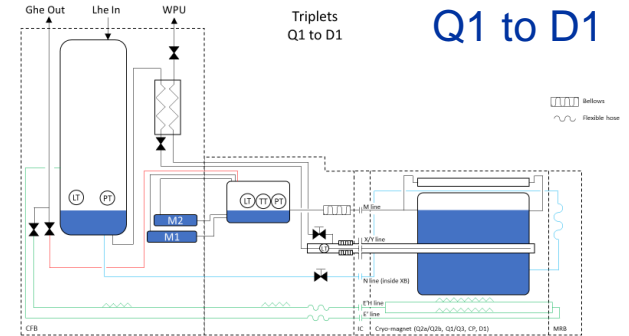 Ghe Out
Lhe In
WPU
Triplets
Q1 to D1
Q1 to D1
Bellows
Flexible hose
LT
PT
LT
TT
PT
M2
M1
M line
X/Y line
LT
N line (inside XB)
E'H line
E' line
CFB
IC
Cryo-magnet (Q2a/Q2b, Q1/Q3, CP, D1)
MRB